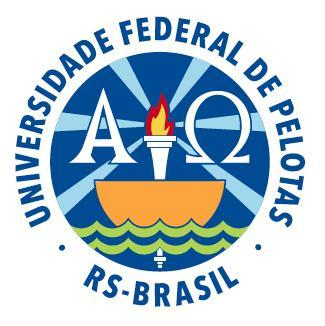 UNIVERSIDADE FEDERAL DE PELOTAS
Α Ω
RS-BRASIL